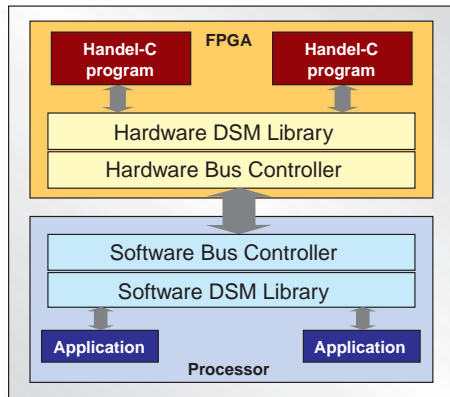 FPGA
Handel-C
program
Handel-C
program
Hardware DSM Library
Hardware Bus Controller
Software Bus Controller
Software DSM Library
Application
Application
Processor